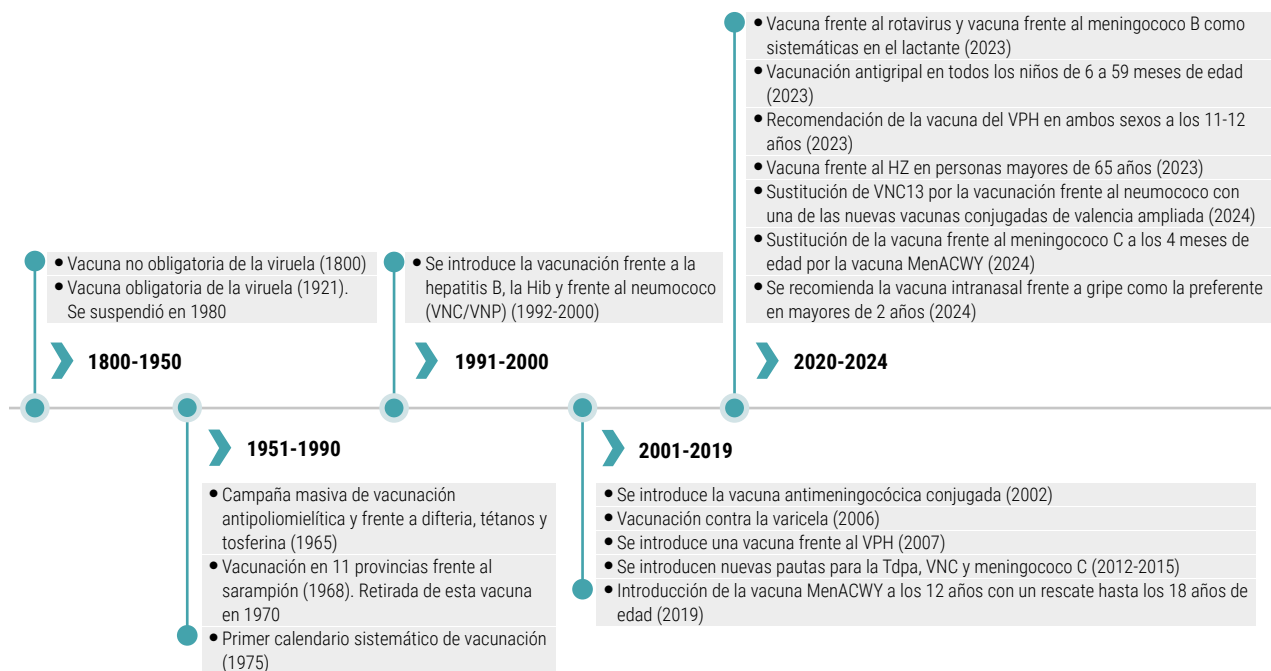 • Vacuna no obligatoria de la viruela (1800)
• Vacuna obligatoria de la viruela (1921).
Se suspendió en 1980
1800-1950
1951-1990
• Campaña masiva de vacunación
antipoliomielítica y frente a difteria, tétanos y
tosferina (1965)
• Vacunación en 11 provincias frente al
sarampión (1968). Retirada de esta vacuna
en 1970
• Primer calendario sistemático de vacunación
(1975)
• Se introduce la vacunación frente a la
hepatitis B, la Hib y frente al neumococo
(VNC/VNP) (1992-2000)
1991-2000
2001-2019
• Se introduce la vacuna antimeningocócica conjugada (2002)
• Vacunación contra la varicela (2006)
• Se introduce una vacuna frente al VPH (2007)
• Se introducen nuevas pautas para la Tdpa, VNC y meningococo C (2012-2015)
• Introducción de la vacuna MenACWY a los 12 años con un rescate hasta los 18 años de
edad (2019)
• Vacuna frente al rotavirus y vacuna frente al meningococo B como
sistemáticas en el lactante (2023)
• Vacunación antigripal en todos los niños de 6 a 59 meses de edad
(2023)
• Recomendación de la vacuna del VPH en ambos sexos a los 11-12
años (2023)
• Vacuna frente al HZ en personas mayores de 65 años (2023)
• Sustitución de VNC13 por la vacunación frente al neumococo con
una de las nuevas vacunas conjugadas de valencia ampliada (2024)
• Sustitución de la vacuna frente al meningococo C a los 4 meses de
edad por la vacuna MenACWY (2024)
• Se recomienda la vacuna intranasal frente a gripe como la preferente
en mayores de 2 años (2024)
2020-2024